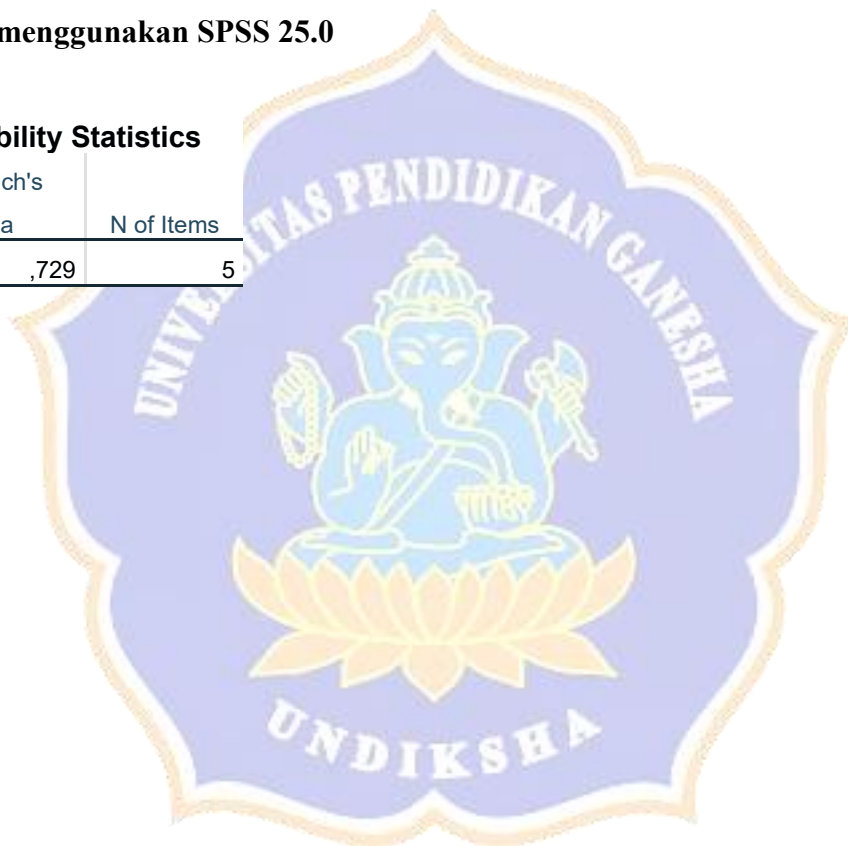 menggunakan SPSS 25.0
bility Statistics
ch's
a N of Items
,729 5
UNIVERSITAS PENDIDIKAN GANESHA
UNDIKSHA